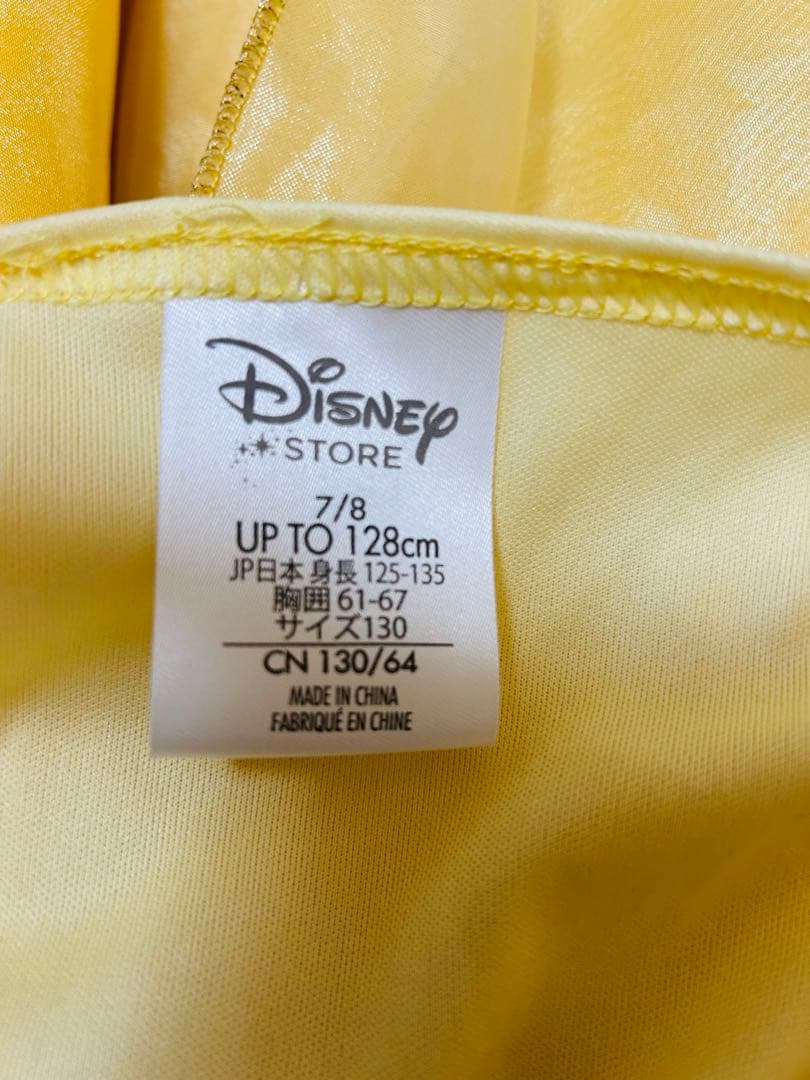 Disney
STORE
7/8
UP TO 128cm
JP日本 身長 125-135
胸囲 61-67
サイズ130
CN 130/64
MADE IN CHINA
FABRIQUÉ EN CHINE